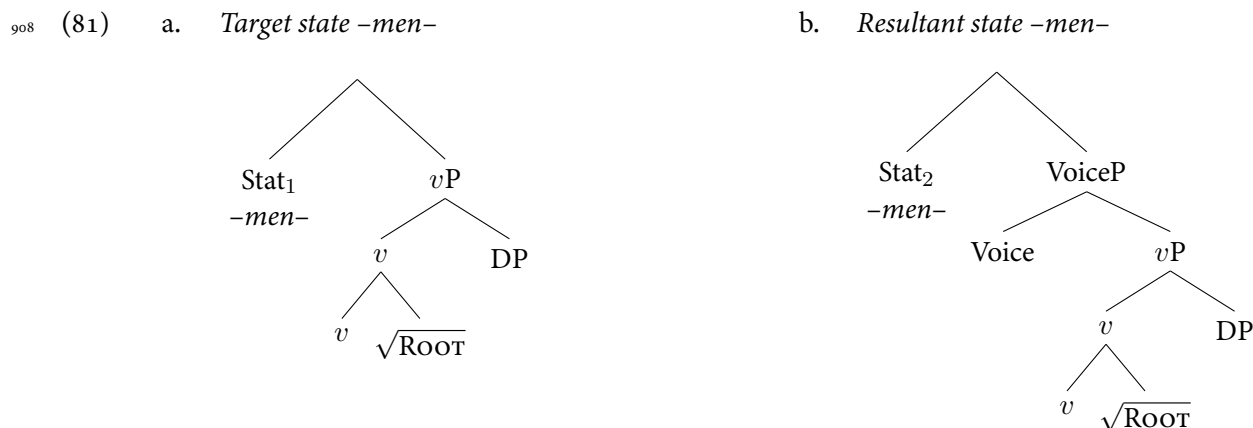 908 (81) a. Target state –men– b. Resultant state –men–
Stat₁ vP Stat₂ VoiceP
–men– –men–
v DP Voice vP
v √ROOT v DP
v √ROOT